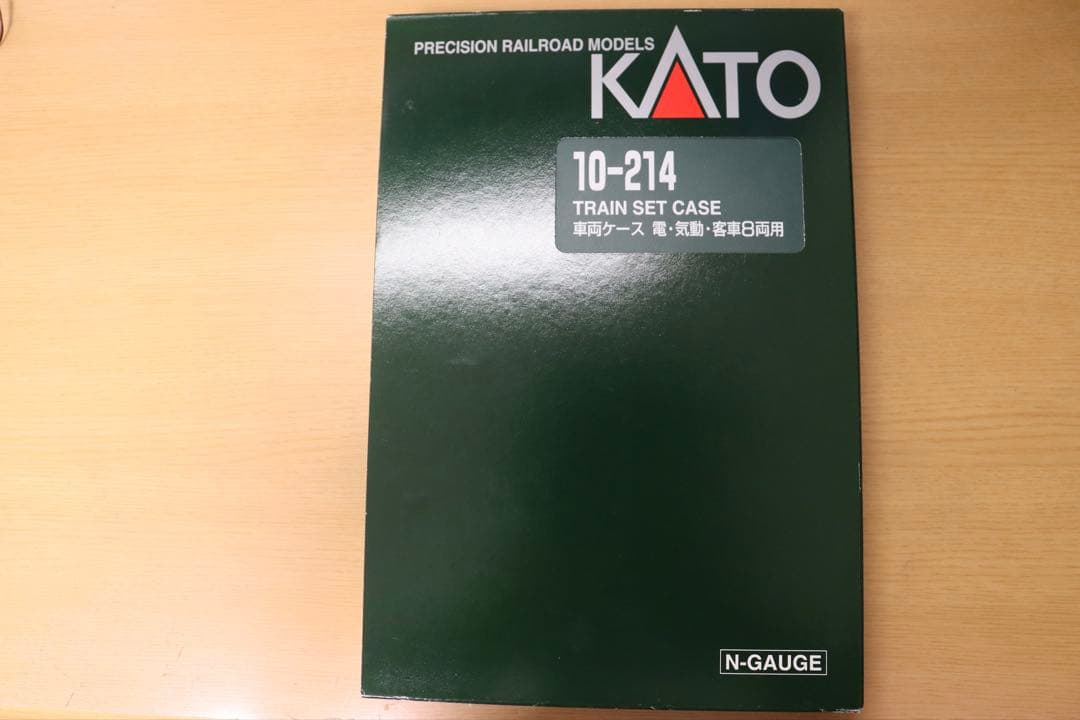 PRECISION RAILROAD MODELS
KATO
10-214
TRAIN SET CASE
車両ケース 電・気動・客車8両用
N-GAUGE